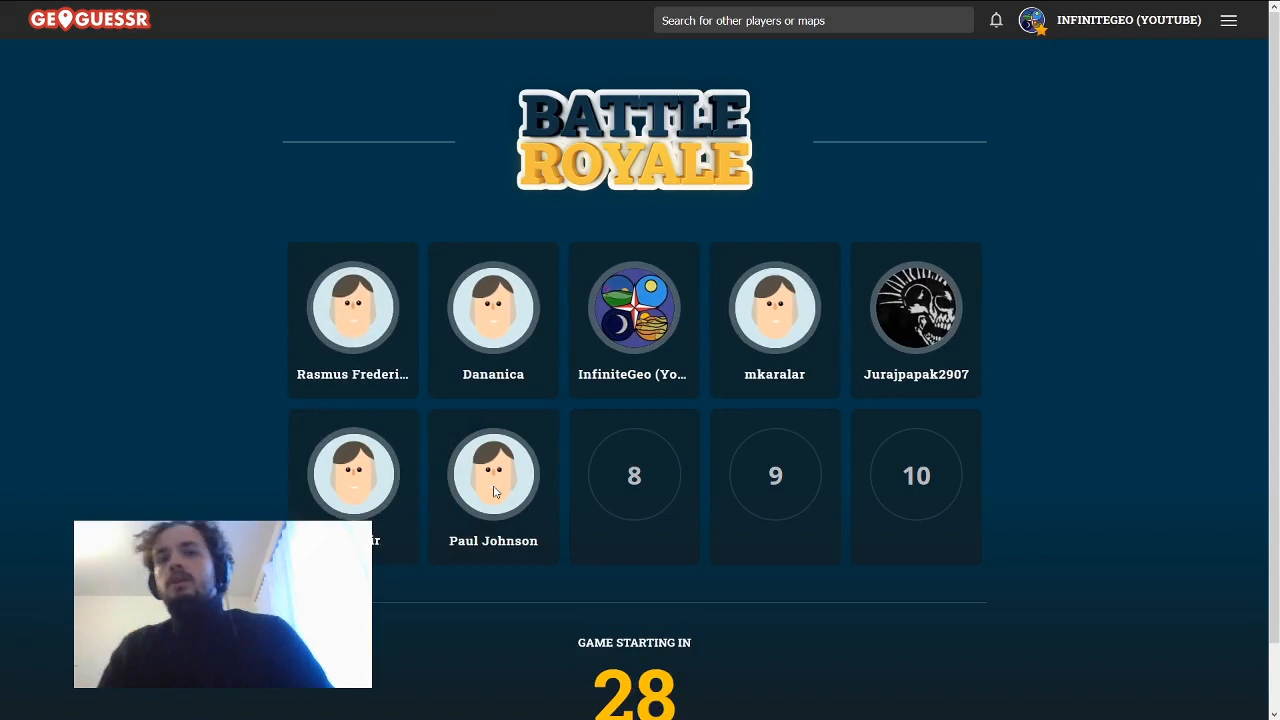 GEOGUESSR
Search for other players or maps
INFINITEGEO (YOUTUBE)
BATTLE
ROYALE
Rasmus Frederi...
Dananica
InfiniteGeo (Yo...
mkaralar
Jurajpapak2907
8
9
10
Paul Johnson
GAME STARTING IN
28